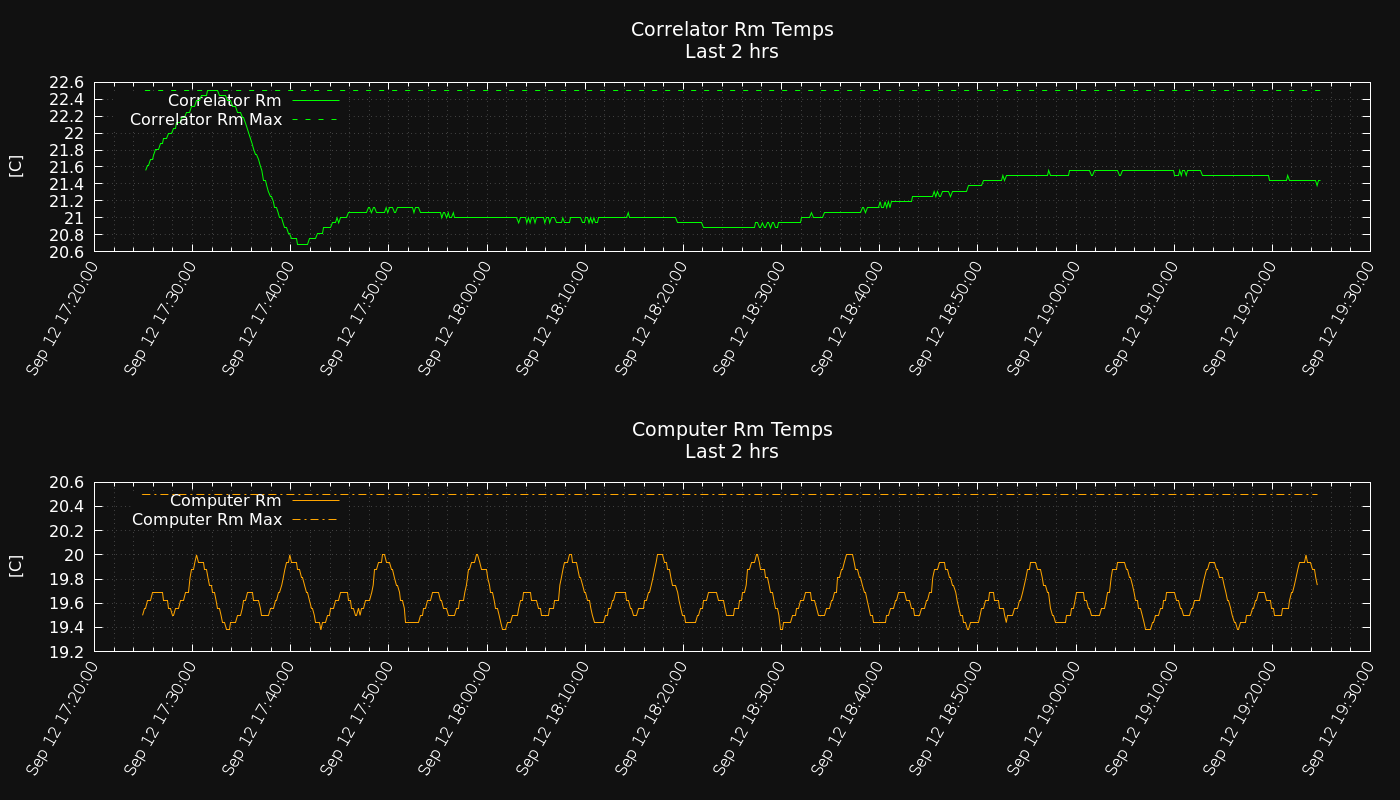 Correlator Rm Temps
Last 2 hrs
22.6
22.4
22.2
22
21.8
21.6
21.4
21.2
21
20.8
20.6
[C]
Correlator Rm
Correlator Rm Max
Sep 12 17:20:00
Sep 12 17:30:00
Sep 12 17:40:00
Sep 12 17:50:00
Sep 12 18:00:00
Sep 12 18:10:00
Sep 12 18:20:00
Sep 12 18:30:00
Sep 12 18:40:00
Sep 12 18:50:00
Sep 12 19:00:00
Sep 12 19:10:00
Sep 12 19:20:00
Sep 12 19:30:00
Computer Rm Temps
Last 2 hrs
20.6
20.4
20.2
20
19.8
19.6
19.4
19.2
[C]
Computer Rm
Computer Rm Max
Sep 12 17:20:00
Sep 12 17:30:00
Sep 12 17:40:00
Sep 12 17:50:00
Sep 12 18:00:00
Sep 12 18:10:00
Sep 12 18:20:00
Sep 12 18:30:00
Sep 12 18:40:00
Sep 12 18:50:00
Sep 12 19:00:00
Sep 12 19:10:00
Sep 12 19:20:00
Sep 12 19:30:00